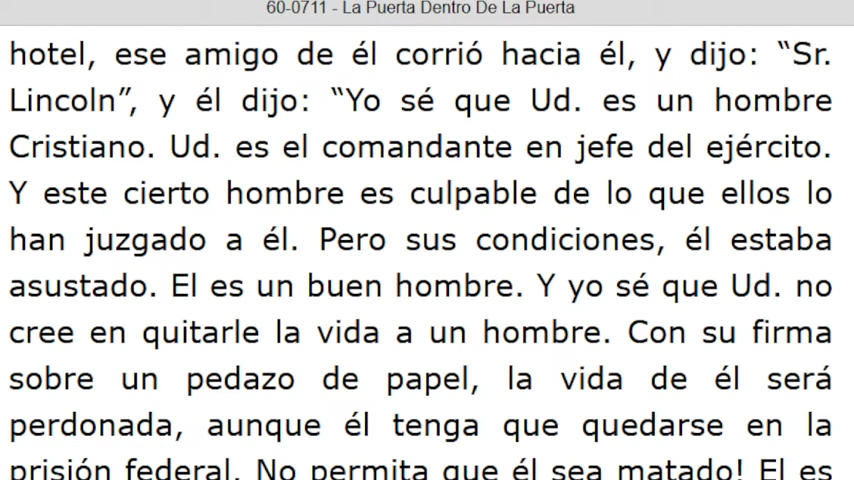 60-0711 - La Puerta Dentro De La Puerta
hotel, ese amigo de él corrió hacia él, y dijo: “Sr.
Lincoln”, y él dijo: “Yo sé que Ud. es un hombre
Cristiano. Ud. es el comandante en jefe del ejército.
Y este cierto hombre es culpable de lo que ellos lo
han juzgado a él. Pero sus condiciones, él estaba
asustado. El es un buen hombre. Y yo sé que Ud. no
cree en quitarle la vida a un hombre. Con su firma
sobre un pedazo de papel, la vida de él será
perdonada, aunque él tenga que quedarse en la
prisión federal. No permita que él sea matado! El es